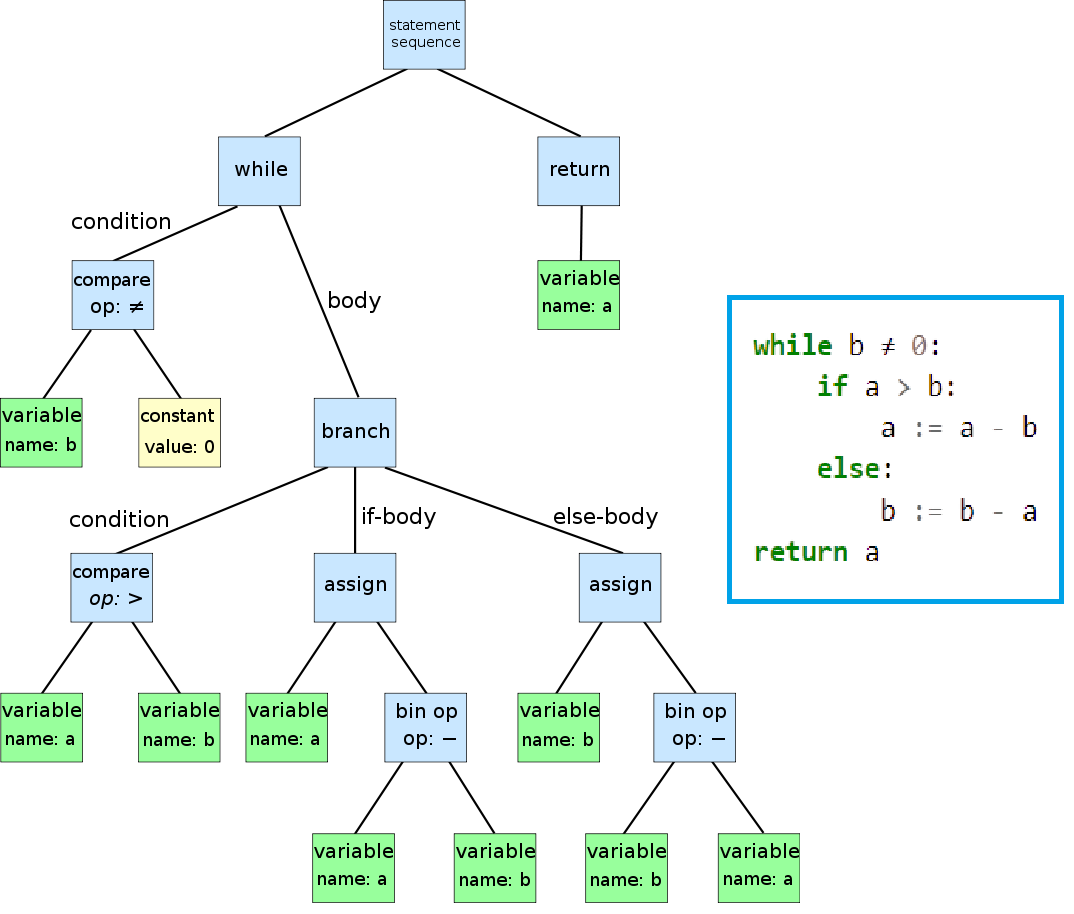 statement
sequence
while
return
condition
compare
op: ≠
body
variable
name: a
variable
name: b
constant
value: 0
branch
condition
if-body
else-body
compare
op: >
assign
assign
variable
name: a
variable
name: b
variable
name: a
bin op
op: −
variable
name: b
bin op
op: −
variable
name: a
variable
name: b
variable
name: b
variable
name: a
while b ≠ 0:
    if a > b:
        a := a - b
    else:
        b := b - a
return a